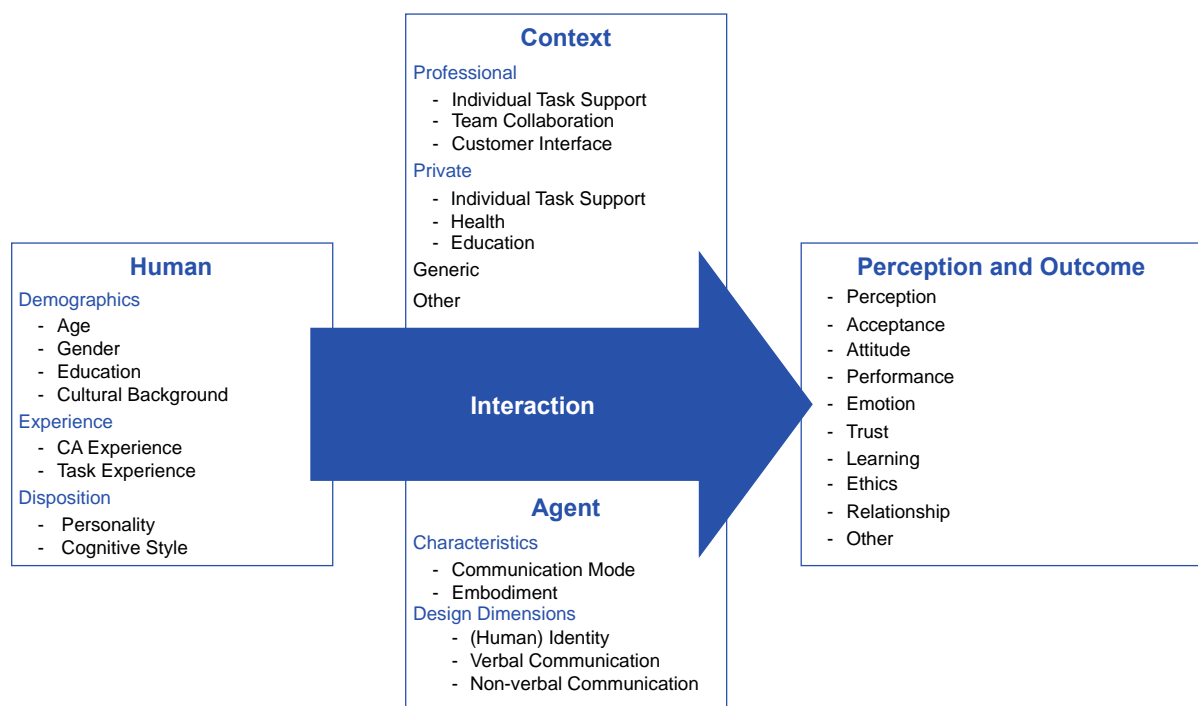 Context
Professional
- Individual Task Support
- Team Collaboration
- Customer Interface
Private
- Individual Task Support
- Health
- Education
Generic
Other
Human
Demographics
- Age
- Gender
- Education
- Cultural Background
Experience
- CA Experience
- Task Experience
Disposition
- Personality
- Cognitive Style
Interaction
Agent
Characteristics
- Communication Mode
- Embodiment
Design Dimensions
- (Human) Identity
- Verbal Communication
- Non-verbal Communication
Perception and Outcome
- Perception
- Acceptance
- Attitude
- Performance
- Emotion
- Trust
- Learning
- Ethics
- Relationship
- Other